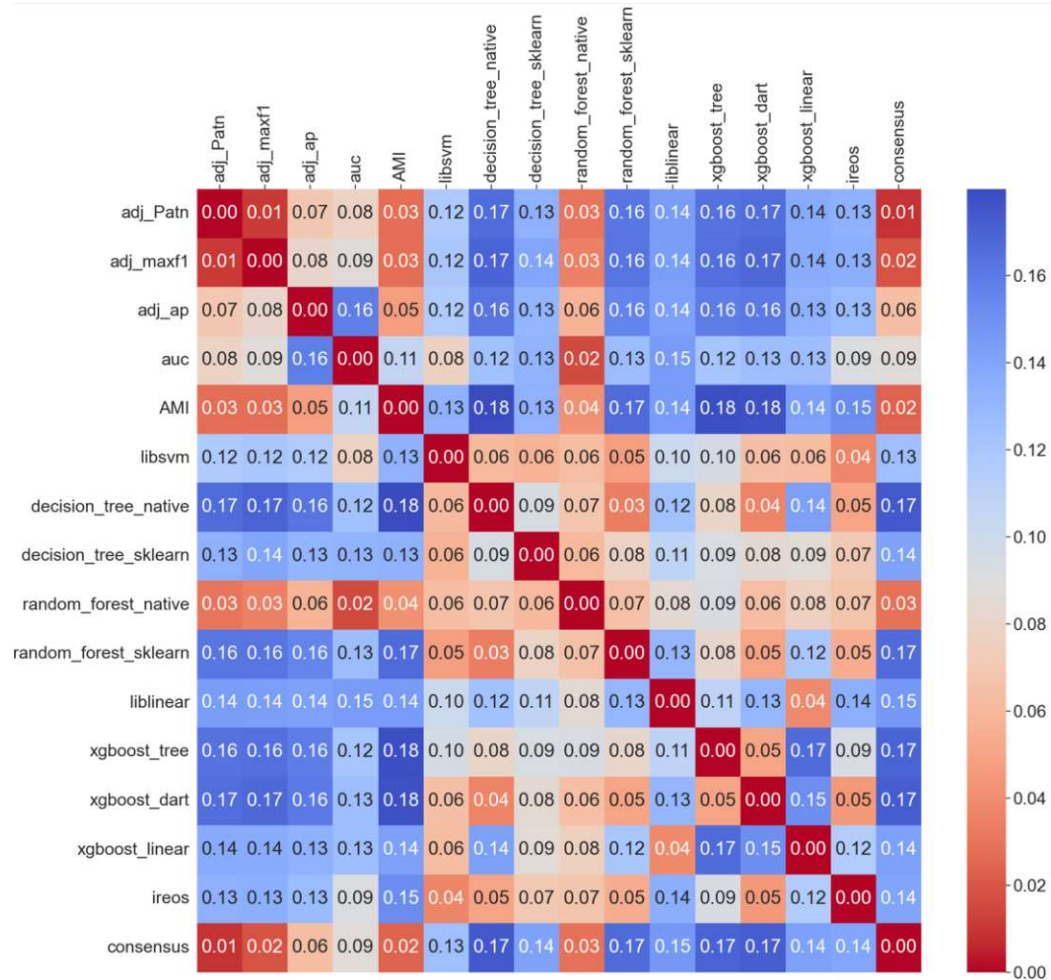 adj_Patn
adj_maxf1
adj_ap
auc
AMI
libsvm
decision_tree_native
decision_tree_sklearn
random_forest_native
random_forest_sklearn
liblinear
xgboost_tree
xgboost_dart
xgboost_linear
ireos
consensus
adj_Patn 0.00 0.01 0.07 0.08 0.03 0.12 0.17 0.13 0.03 0.16 0.14 0.16 0.17 0.14 0.13 0.01
adj_maxf1 0.01 0.00 0.08 0.09 0.03 0.12 0.17 0.14 0.03 0.16 0.14 0.16 0.17 0.14 0.13 0.02
adj_ap 0.07 0.08 0.00 0.16 0.05 0.12 0.16 0.13 0.06 0.16 0.14 0.16 0.16 0.13 0.13 0.06
auc 0.08 0.09 0.16 0.00 0.11 0.08 0.12 0.13 0.02 0.13 0.15 0.12 0.13 0.13 0.09 0.09
AMI 0.03 0.03 0.05 0.11 0.00 0.13 0.18 0.13 0.04 0.17 0.14 0.18 0.18 0.14 0.15 0.02
libsvm 0.12 0.12 0.12 0.08 0.13 0.00 0.06 0.06 0.06 0.05 0.10 0.10 0.06 0.06 0.04 0.13
decision_tree_native 0.17 0.17 0.16 0.12 0.18 0.06 0.00 0.09 0.07 0.03 0.12 0.08 0.04 0.14 0.05 0.17
decision_tree_sklearn 0.13 0.14 0.13 0.13 0.13 0.06 0.09 0.00 0.06 0.08 0.11 0.09 0.08 0.09 0.07 0.14
random_forest_native 0.03 0.03 0.06 0.02 0.04 0.06 0.07 0.06 0.00 0.07 0.08 0.09 0.06 0.08 0.07 0.03
random_forest_sklearn 0.16 0.16 0.16 0.13 0.17 0.05 0.03 0.08 0.07 0.00 0.13 0.08 0.05 0.12 0.05 0.17
liblinear 0.14 0.14 0.14 0.15 0.14 0.10 0.12 0.11 0.08 0.13 0.00 0.11 0.13 0.04 0.14 0.15
xgboost_tree 0.16 0.16 0.16 0.12 0.18 0.10 0.08 0.09 0.09 0.08 0.11 0.00 0.05 0.17 0.09 0.17
xgboost_dart 0.17 0.17 0.16 0.13 0.18 0.06 0.04 0.08 0.06 0.05 0.13 0.05 0.00 0.15 0.05 0.17
xgboost_linear 0.14 0.14 0.13 0.13 0.14 0.06 0.14 0.09 0.08 0.12 0.04 0.17 0.15 0.00 0.12 0.14
ireos 0.13 0.13 0.13 0.09 0.15 0.04 0.05 0.07 0.07 0.05 0.14 0.09 0.05 0.12 0.00 0.14
consensus 0.01 0.02 0.06 0.09 0.02 0.13 0.17 0.14 0.03 0.17 0.15 0.17 0.17 0.14 0.14 0.00
0.16
0.14
0.12
0.10
0.08
0.06
0.04
0.02
0.00